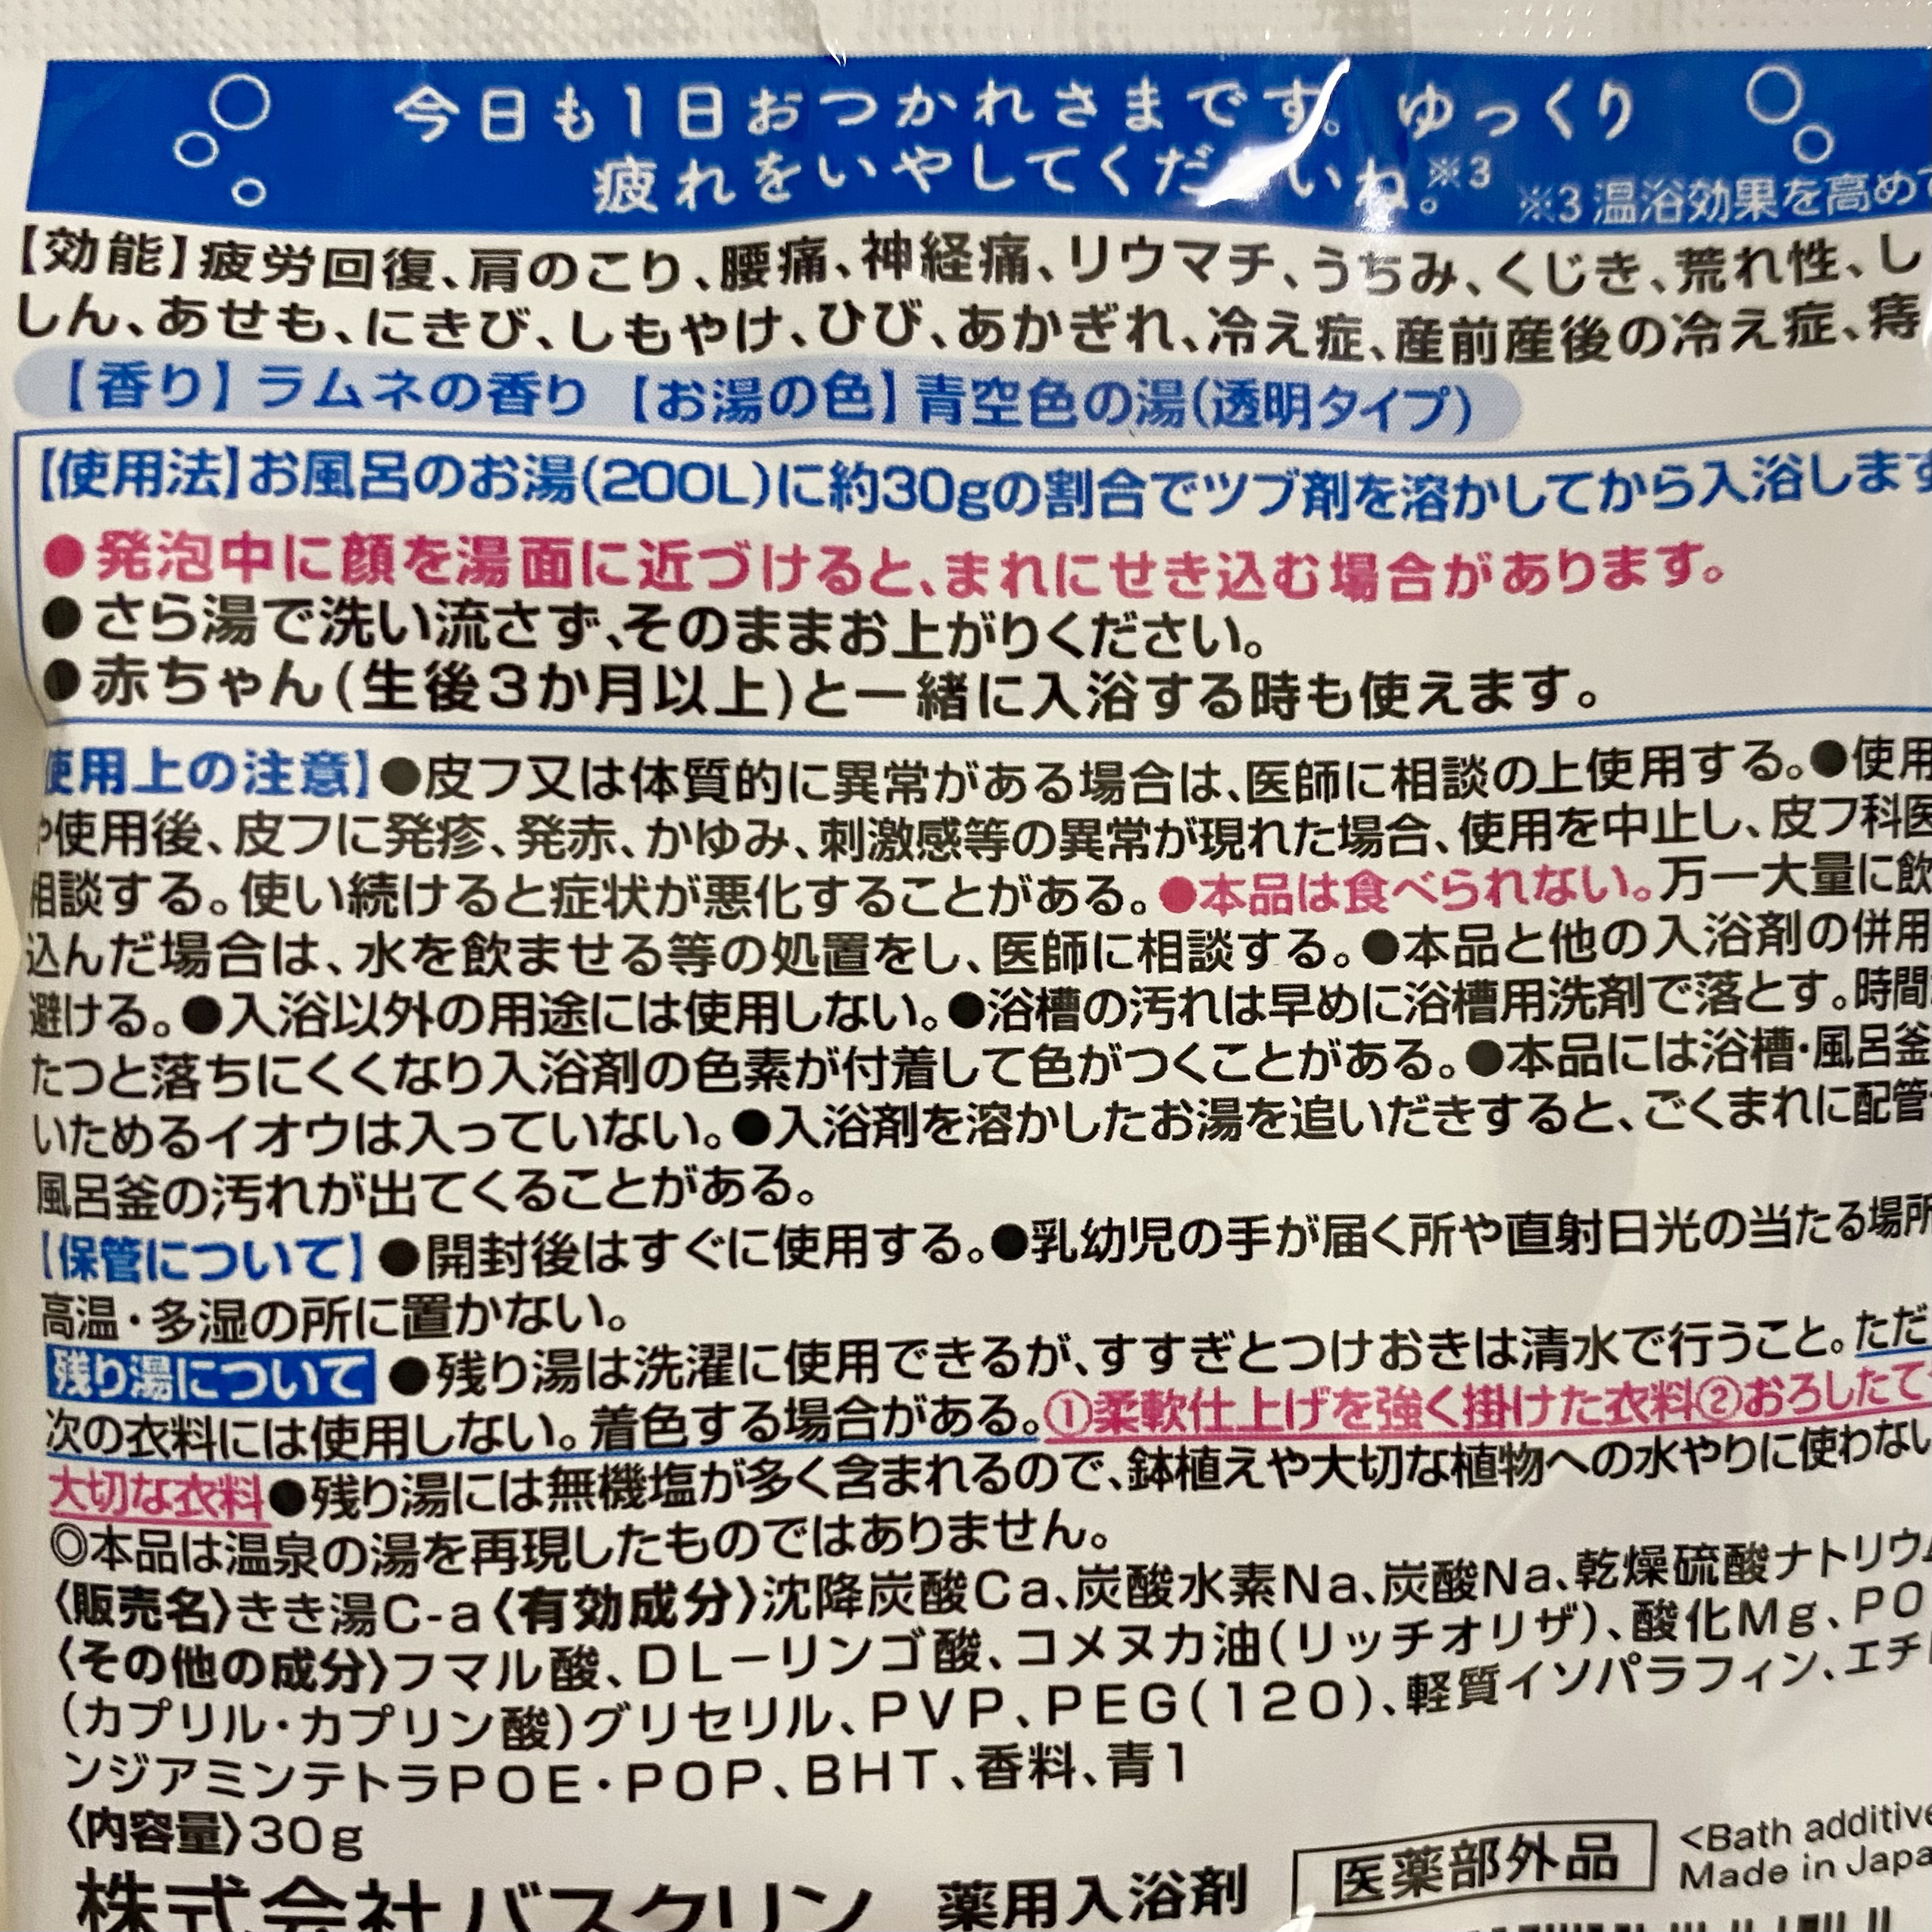 今日も1日おつかれさまです。ゆっくり
疲れをいやしてくだ いね。※3 ※3 温浴効果を高めて
【効能】疲労回復、肩のこり、腰痛、神経痛、リウマチ、うちみ、くじき、荒れ性、し
しん、あせも、にきび、しもやけ、ひび、あかぎれ、冷え症、産前産後の冷え症、痔
【香り】ラムネの香り 【お湯の色】青空色の湯(透明タイプ)
【使用法】お風呂のお湯(200L)に約30gの割合でツブ剤を溶かしてから入浴します
●発泡中に顔を湯面に近づけると、まれにせき込む場合があります。
●さら湯で洗い流さず、そのままお上がりください。
●赤ちゃん(生後3か月以上)と一緒に入浴する時も使えます。
使用上の注意】●皮フ又は体質的に異常がある場合は、医師に相談の上使用する。●使用
や使用後、皮フに発疹、発赤、かゆみ、刺激感等の異常が現れた場合、使用を中止し、皮フ科医
相談する。使い続けると症状が悪化することがある。●本品は食べられない。万一大量に飲
込んだ場合は、水を飲ませる等の処置をし、医師に相談する。●本品と他の入浴剤の併用
避ける。●入浴以外の用途には使用しない。●浴槽の汚れは早めに浴槽用洗剤で落とす。時間
たつと落ちにくくなり入浴剤の色素が付着して色がつくことがある。●本品には浴槽・風呂釜
いためるイオウは入っていない。●入浴剤を溶かしたお湯を追いだきすると、ごくまれに配管
風呂釜の汚れが出てくることがある。
【保管について】●開封後はすぐに使用する。●乳幼児の手が届く所や直射日光の当たる場所
高温・多湿の所に置かない。
残り湯について ●残り湯は洗濯に使用できるが、すすぎとつけおきは清水で行うこと。ただ
次の衣料には使用しない。着色する場合がある。①柔軟仕上げを強く掛けた衣料②おろしたて
大切な衣料●残り湯には無機塩が多く含まれるので、鉢植えや大切な植物への水やりに使わない
◎本品は温泉の湯を再現したものではありません。
〈販売名〉きき湯C-a〈有効成分〉沈降炭酸Ca、炭酸水素Na、炭酸Na、乾燥硫酸ナトリウム
〈その他の成分〉フマル酸、DL－リンゴ酸、コメヌカ油(リッチオリザ)、酸化Mg、PO
(カプリル・カプリン酸)グリセリル、PVP、PEG(120)、軽質イソパラフィン、エチレ
ンジアミンテトラPOE・POP、BHT、香料、青1
〈内容量〉30g
株式会社バスクリン 薬用入浴剤 医薬部外品 <Bath additive
Made in Japa